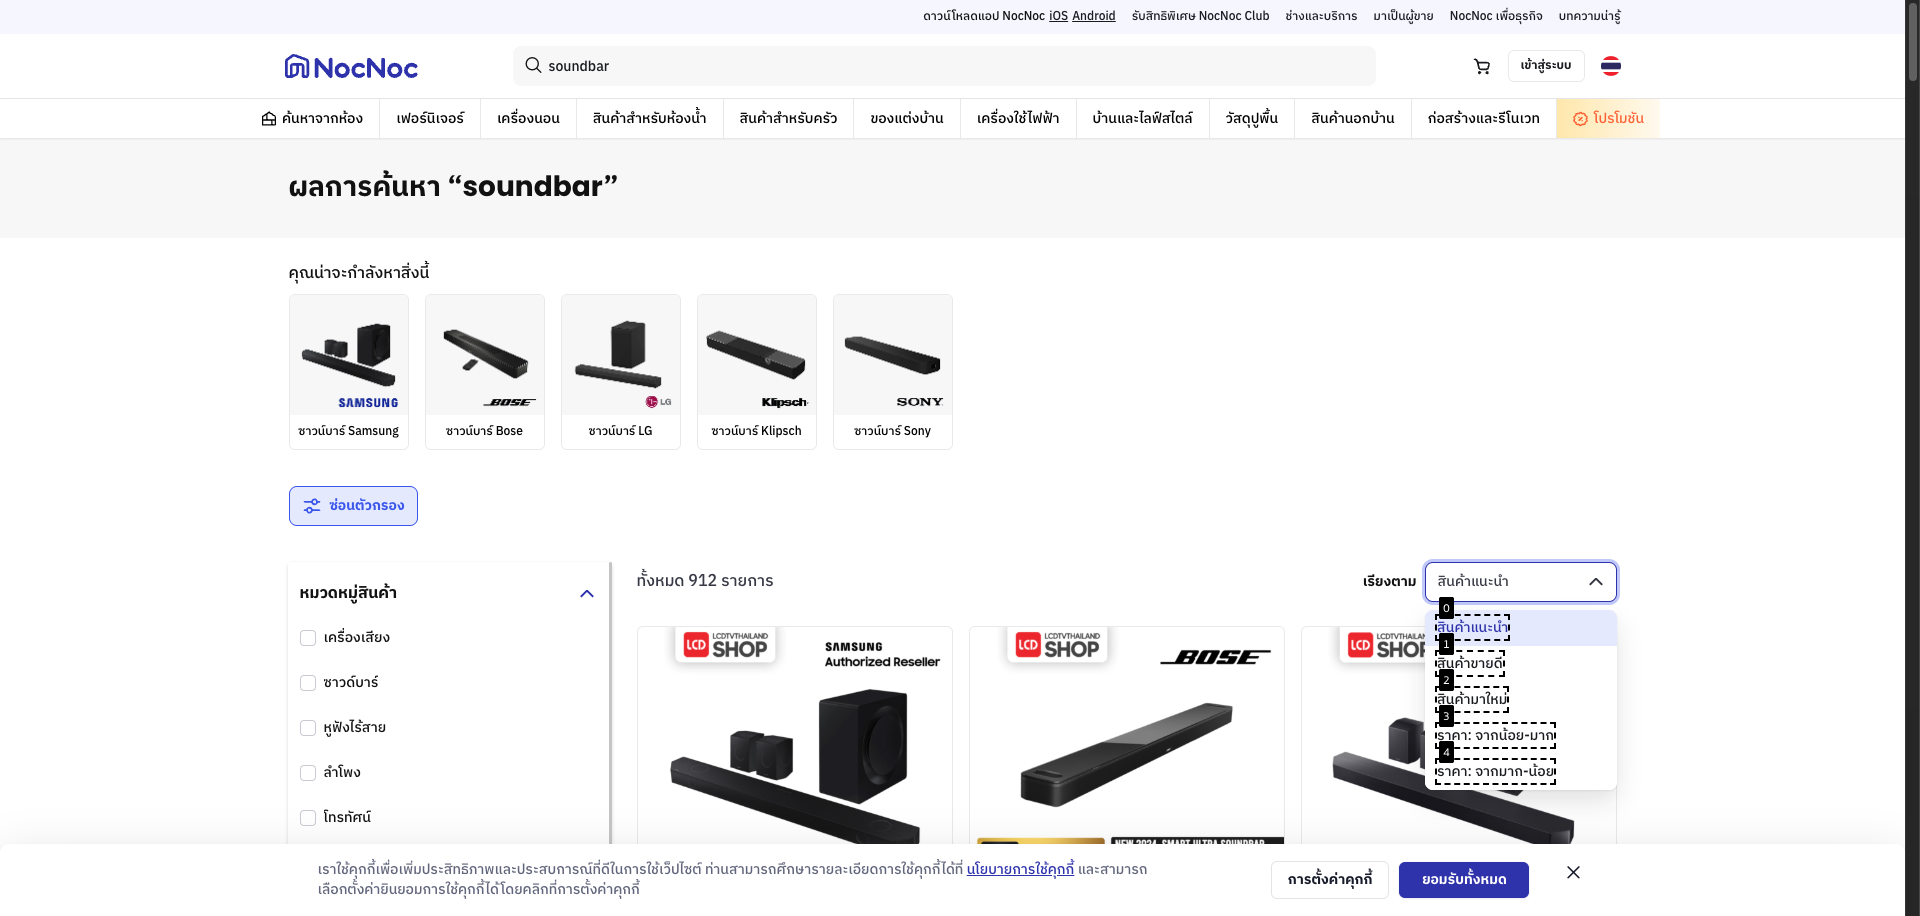 ดาวน์โหลดแอป NocNoc iOS Android รับสิทธิพิเศษ NocNoc Club ช่างและบริการ มาเป็นผู้ขาย NocNoc เพื่อธุรกิจ บทความน่ารู้
NocNoc soundbar เข้าสู่ระบบ
ค้นหาจากห้อง เฟอร์นิเจอร์ เครื่องนอน สินค้าสำหรับห้องน้ำ สินค้าสำหรับครัว ของแต่งบ้าน เครื่องใช้ไฟฟ้า บ้านและไลฟ์สไตล์ วัสดุปูพื้น สินค้านอกบ้าน ก่อสร้างและรีโนเวท โปรโมชัน
ผลการค้นหา “soundbar”
คุณน่าจะกำลังหาสิ่งนี้
SAMSUNG BOSE LG Klipsch SONY
ซาวน์บาร์ Samsung ซาวน์บาร์ Bose ซาวน์บาร์ LG ซาวน์บาร์ Klipsch ซาวน์บาร์ Sony
ซ่อนตัวกรอง
หมวดหมู่สินค้า
เครื่องเสียง
ซาวด์บาร์
หูฟังไร้สาย
ลำโพง
โทรทัศน์
ทั้งหมด 912 รายการ
เรียงตาม สินค้าแนะนำ
0
สินค้าแนะนำ
1
สินค้าขายดี
2
สินค้ามาใหม่
3
ราคา: จากน้อย-มาก
4
ราคา: จากมาก-น้อย
LCD LCDTVTHAILAND SHOP SAMSUNG
Authorized Reseller
LCD LCDTVTHAILAND SHOP BOSE
NEW 2024 SMART ULTRA SOUNDBAR
LCD
เราใช้คุกกี้เพื่อเพิ่มประสิทธิภาพและประสบการณ์ที่ดีในการใช้เว็ปไซต์ ท่านสามารถศึกษารายละเอียดการใช้คุกกี้ได้ที่ นโยบายการใช้คุกกี้ และสามารถ
เลือกตั้งค่ายินยอมการใช้คุกกี้ได้โดยคลิกที่การตั้งค่าคุกกี้
การตั้งค่าคุกกี้ ยอมรับทั้งหมด